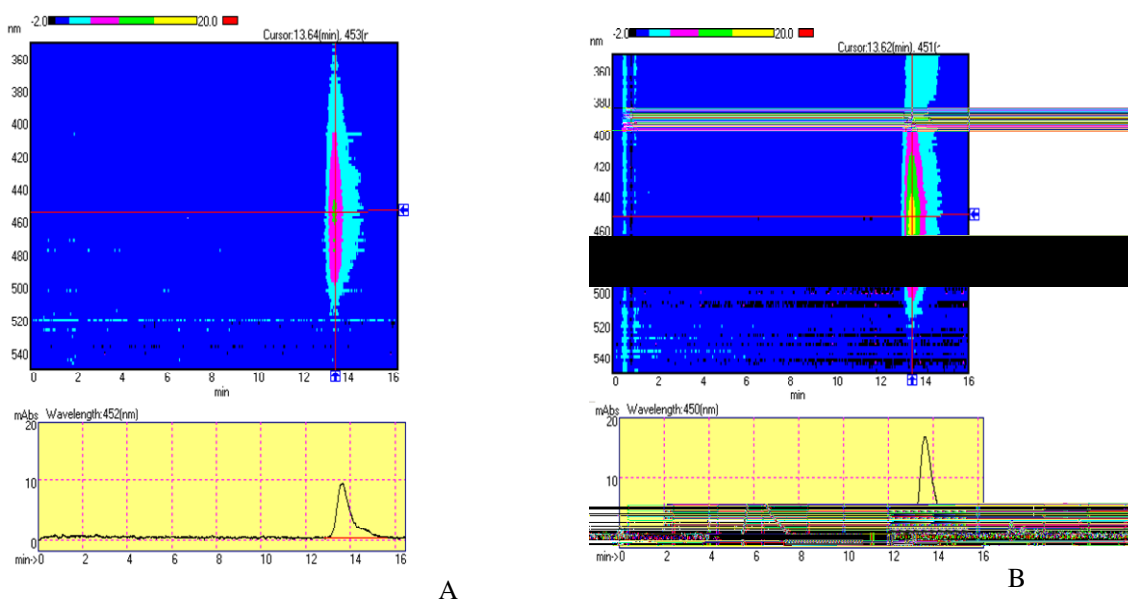 -2.0 20.0
nm Cursor:13.64(min), 453(r
360
380
400
420
440
460
480
500
520
540
0 2 4 6 8 10 12 14 16
min
mAbs Wavelength:452(nm)
20
10
0
min-> 0 2 4 6 8 10 12 14 16
A
-2.0 20.0
nm Cursor:13.62(min), 451(r
360
380
400
420
440
460
500
520
540
0 2 4 6 8 10 12 14 16
min
mAbs Wavelength:450(nm)
20
10
0
min-> 0 2 4 6 8 10 12 14 16
B